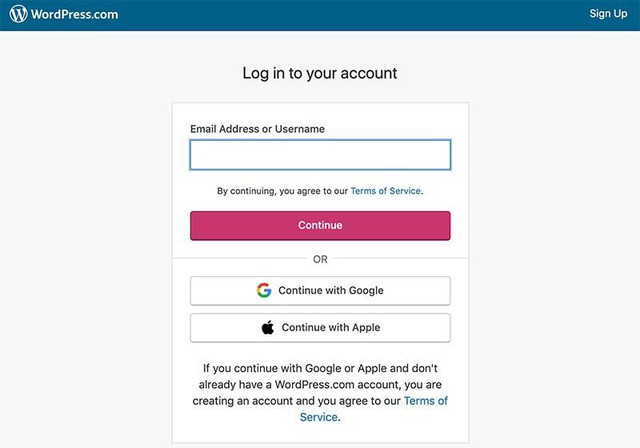 WordPress.com
Sign Up
Log in to your account
Email Address or Username
By continuing, you agree to our Terms of Service.
Continue
OR
Continue with Google
Continue with Apple
If you continue with Google or Apple and don't
already have a WordPress.com account, you are
creating an account and you agree to our Terms of
Service.